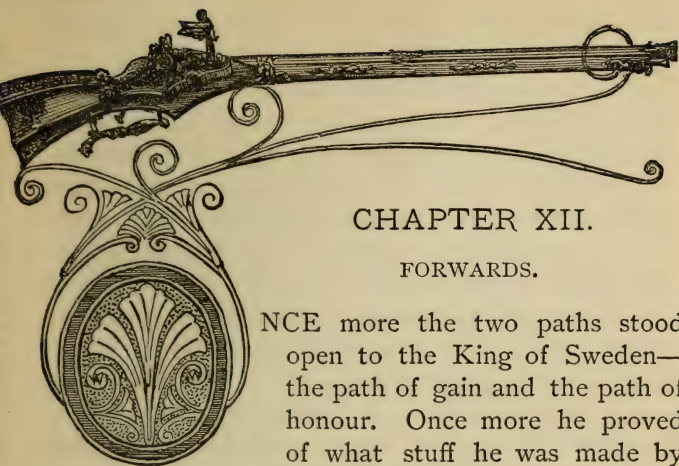 CHAPTER XII.
FORWARDS.
ONCE more the two paths stood
open to the King of Sweden—
the path of gain and the path of
honour. Once more he proved
of what stuff he was made by